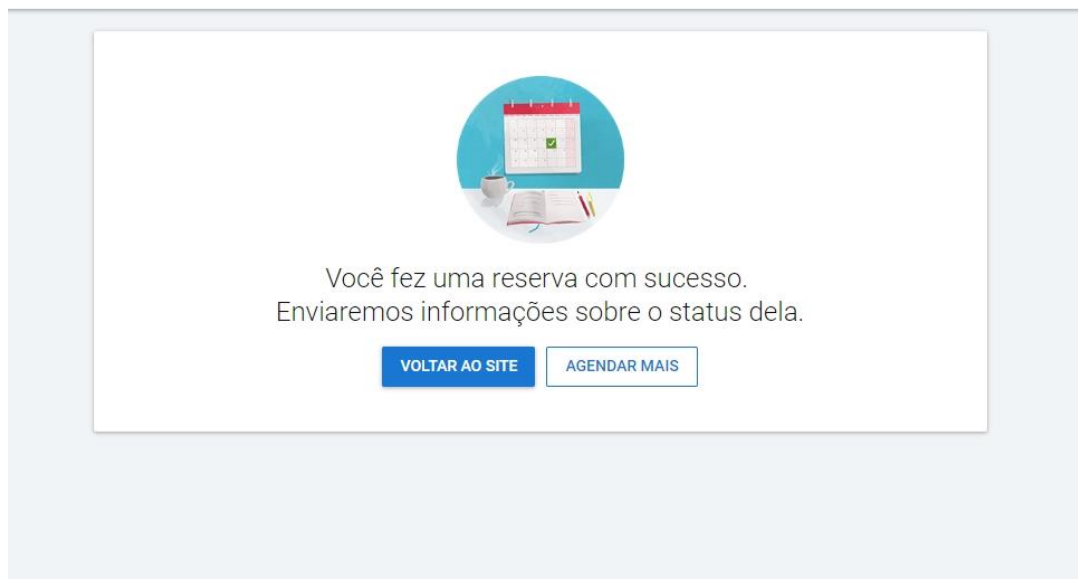 Você fez uma reserva com sucesso.
Enviaremos informações sobre o status dela.
VOLTAR AO SITE
AGENDAR MAIS